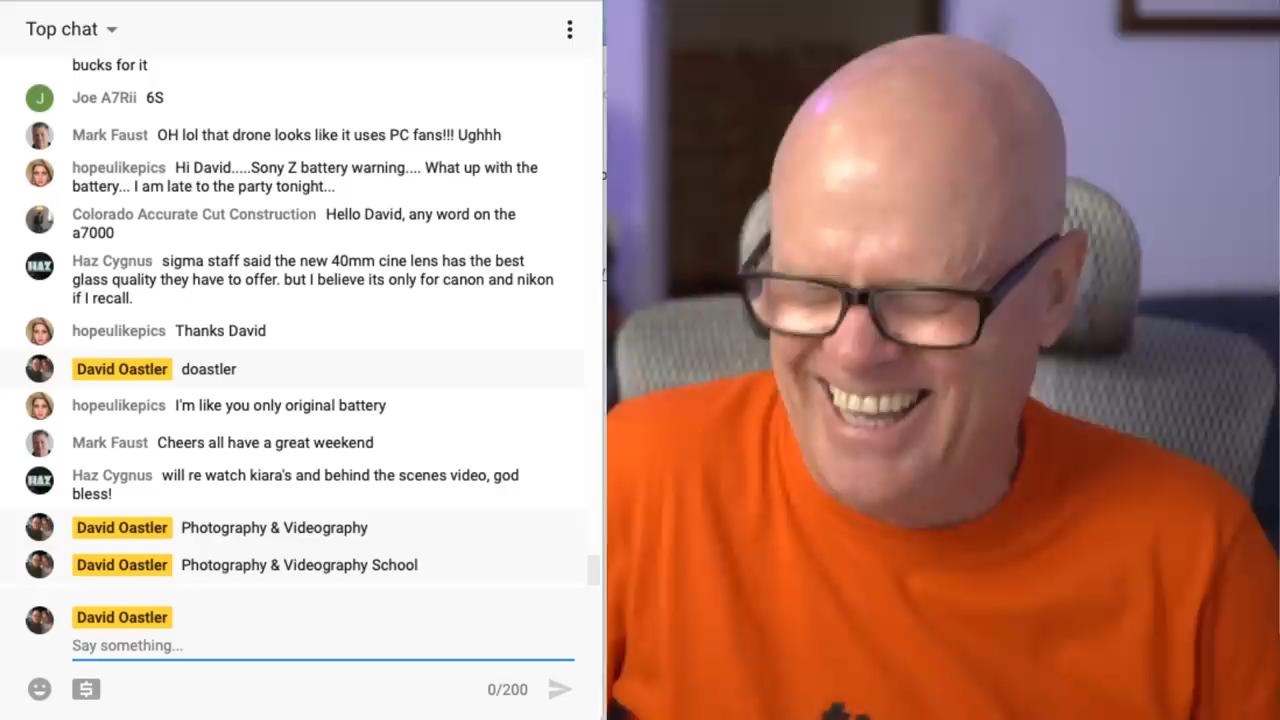 Top chat
bucks for it
J Joe A7Rii 6S
Mark Faust OH lol that drone looks like it uses PC fans!!! Ughhh
hopeulikepics Hi David.....Sony Z battery warning.... What up with the
battery... I am late to the party tonight...
Colorado Accurate Cut Construction Hello David, any word on the
a7000
HAZ Haz Cygnus sigma staff said the new 40mm cine lens has the best
glass quality they have to offer. but I believe its only for canon and nikon
if I recall.
hopeulikepics Thanks David
David Oastler doastler
hopeulikepics I'm like you only original battery
Mark Faust Cheers all have a great weekend
HAZ Haz Cygnus will re watch kiara's and behind the scenes video, god
bless!
David Oastler Photography & Videography
David Oastler Photography & Videography School
David Oastler
Say something...
$ 0/200